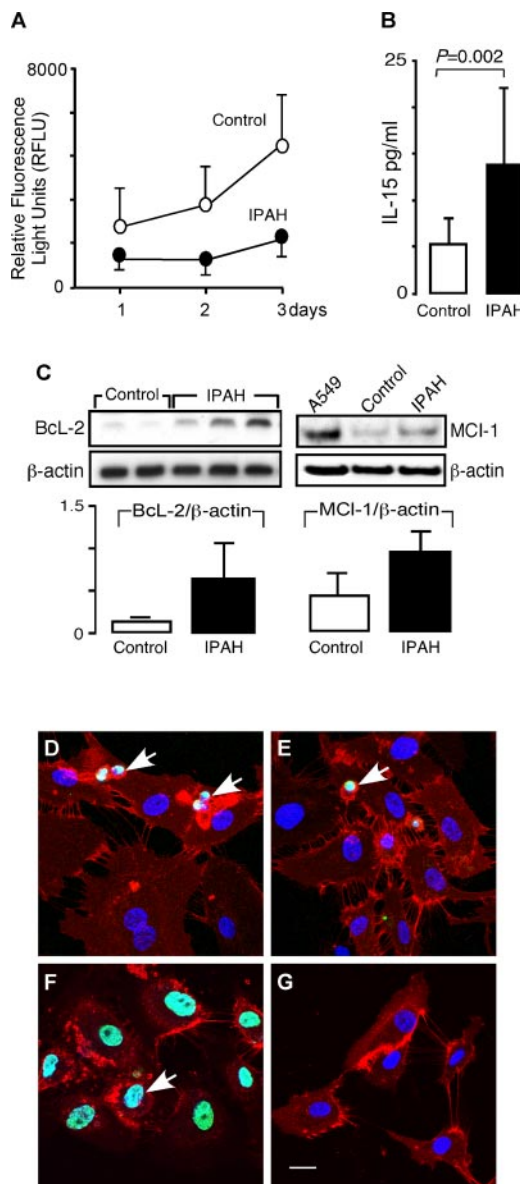 A
8000
Relative Fluorescence
Light Units (RFLU)
0
Control
IPAH
1 2 3 days
B
25
P=0.002
IL-15 pg/ml
0
Control IPAH
C
Control IPAH
BcL-2
β-actin
A549 Control IPAH
MCl-1
β-actin
1.5
0
BcL-2/β-actin
Control IPAH
MCl-1/β-actin
Control IPAH
D
E
F
G